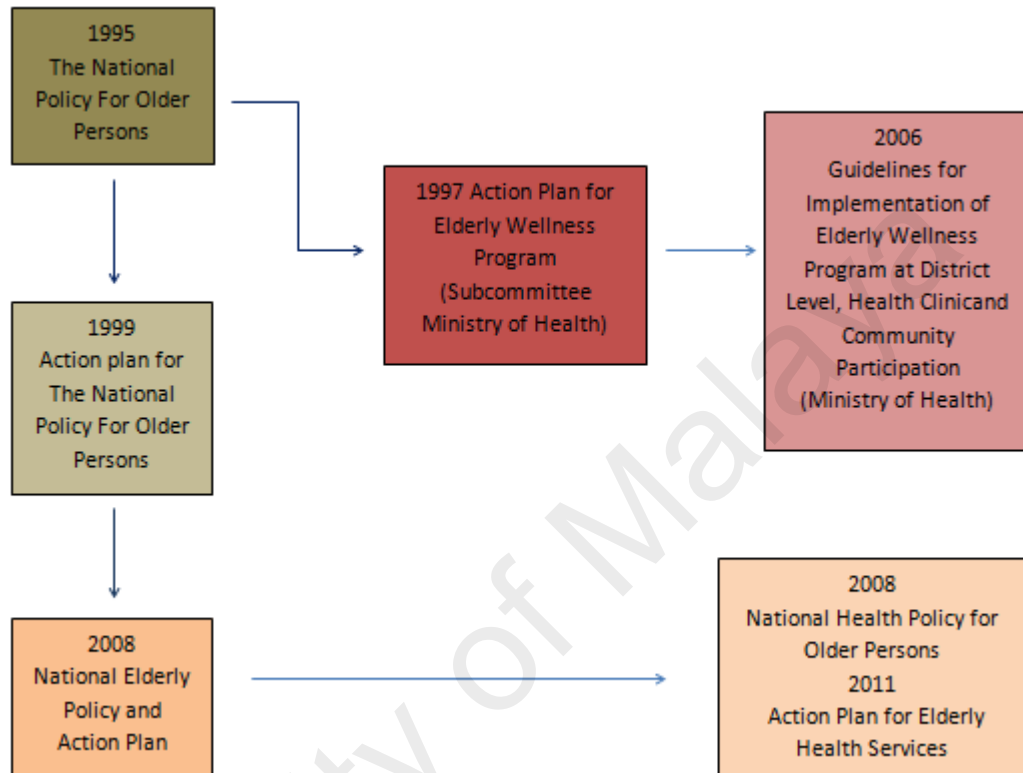 1995
The National
Policy For Older
Persons
1997 Action Plan for
Elderly Wellness
Program
(Subcommittee
Ministry of Health)
2006
Guidelines for
Implementation of
Elderly Wellness
Program at District
Level, Health Clinicand
Community
Participation
(Ministry of Health)
1999
Action plan for
The National
Policy For Older
Persons
2008
National Elderly
Policy and
Action Plan
2008
National Health Policy for
Older Persons
2011
Action Plan for Elderly
Health Services
ty of Malaya